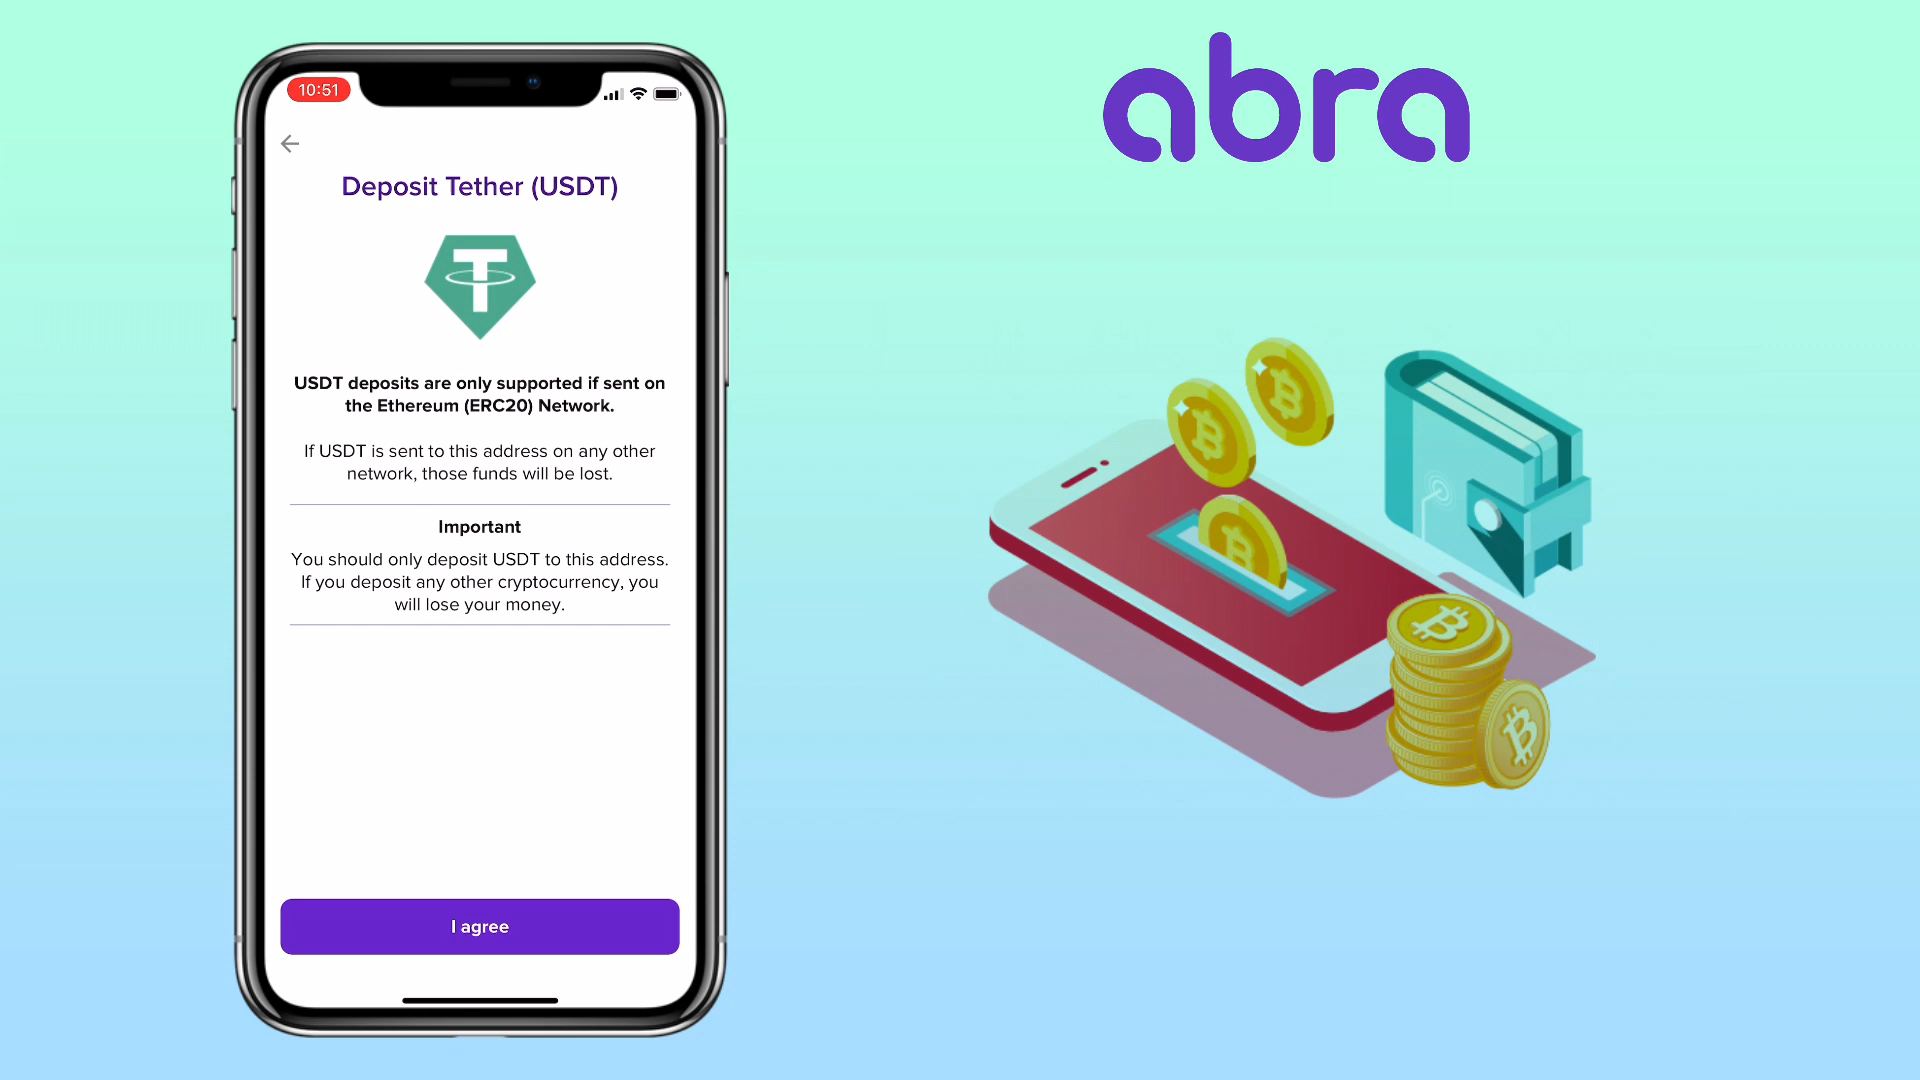 10:51
Deposit Tether (USDT)
USDT deposits are only supported if sent on
the Ethereum (ERC20) Network.
If USDT is sent to this address on any other
network, those funds will be lost.
Important
You should only deposit USDT to this address.
If you deposit any other cryptocurrency, you
will lose your money.
I agree
abra